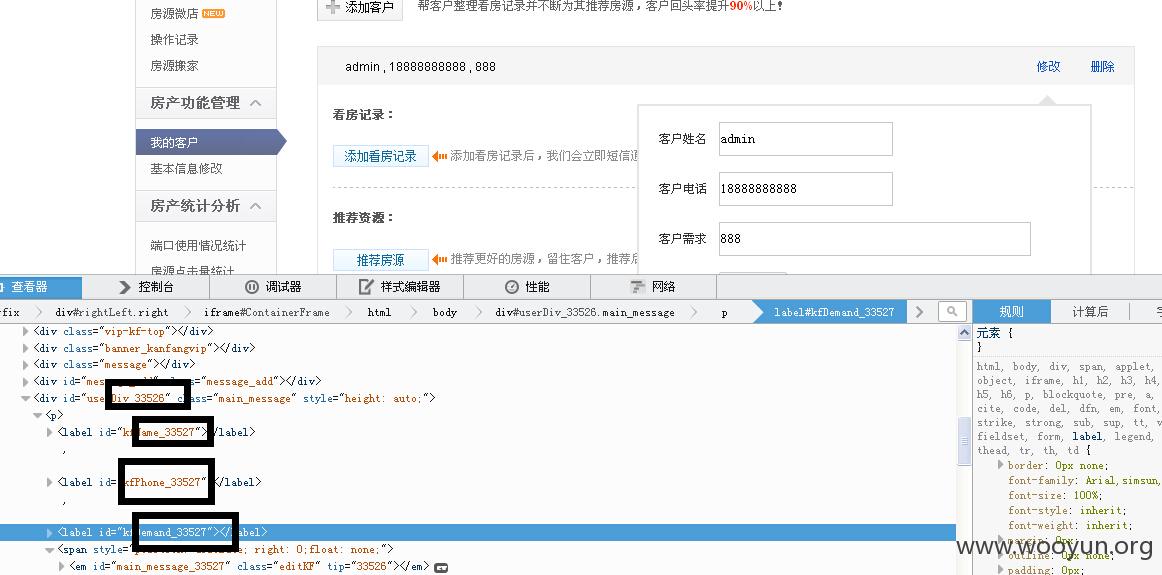 房源微店 NEW
添加客户 帮客户整理看房记录并不断为其推荐房源，客户回头率提升90%以上！
操作记录
房源搬家
admin , 18888888888 , 888 修改 删除
房产功能管理
看房记录：
客户姓名 admin
我的客户
添加看房记录 添加看房记录后，我们会立即短信通
基本信息修改
客户电话 18888888888
房产统计分析
推荐资源：
客户需求 888
端口使用情况统计
推荐房源 推荐更好的房源，留住客户，推荐后
房源点击量统计
查看器 控制台 调试器 样式编辑器 性能 网络
rfix div#rightLeft.right iframe#ContainerFrame html body div#userDiv_33526.main_message p label#kfDemand_33527 规则 计算后
<div class="vip-kf-top"></div>
<div class="banner_kanfangvip"></div>
<div class="message"></div>
<div id="mes class="message_add"></div>
<div id="userDiv_33526" class="main_message" style="height: auto;">
<p>
<label id="kf ame_33527"></label>
,
<label id="kfPhone_33527"></label>
,
<label id="kfDemand_33527"></label>
<span style= right: 0;float: none;">
<em id="main_message_33527" class="editKF" tip="33526"></em>
元素 {
}
html, body, div, span, applet,
object, iframe, h1, h2, h3, h4,
h5, h6, p, blockquote, pre, a,
cite, code, del, dfn, em, font,
strike, strong, sub, sup, tt, v
fieldset, form, label, legend,
thead, tr, th, td {
border: 0px none;
font-family: Arial,simsun,
font-size: 100%;
font-style: inherit;
font-weight: inherit;
margin: 0px
outline: 0px none;
padding: 0px;
www.wooyun.org